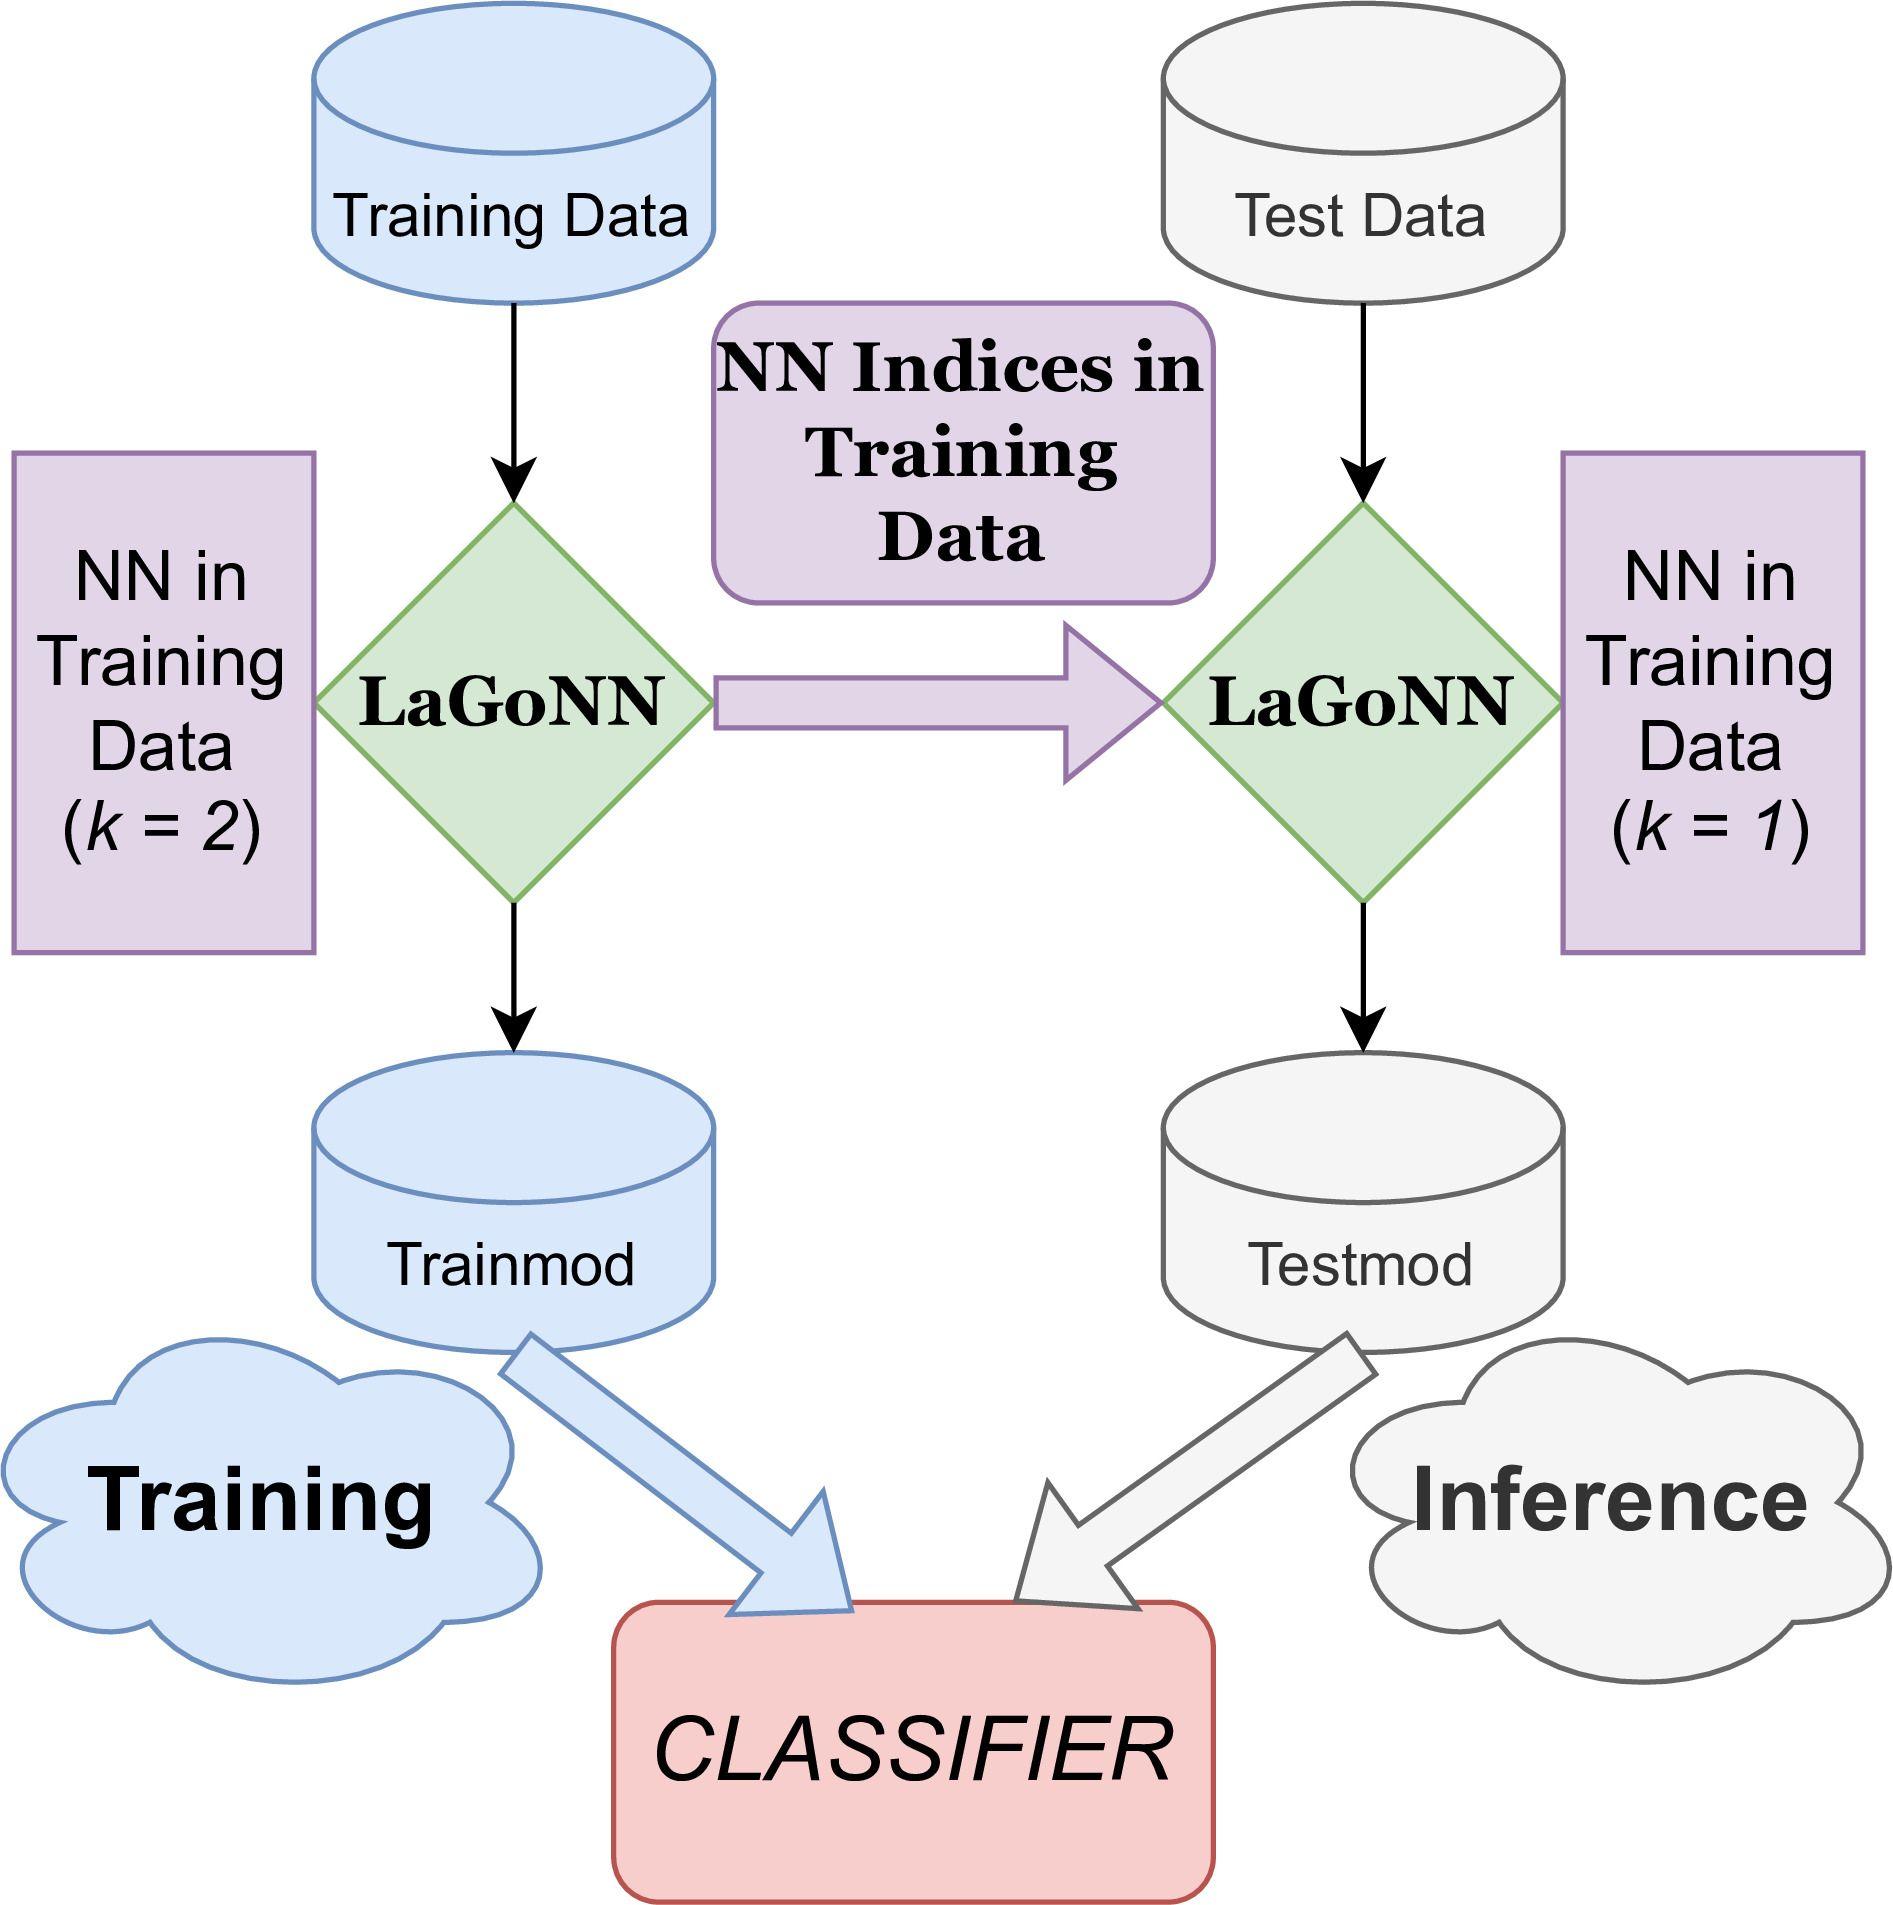 Training Data
Test Data
NN Indices in
Training
Data
NN in
Training
Data
(k = 2)
LaGoNN
LaGoNN
NN in
Training
Data
(k = 1)
Trainmod
Testmod
Training
Inference
CLASSIFIER